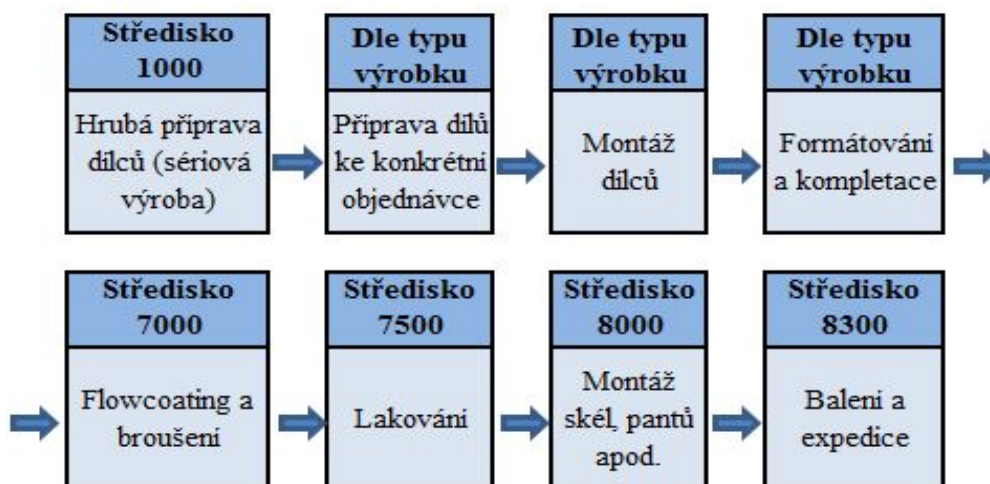 Středisko
1000
Hrubá příprava
dílců (sériová
výroba)
Dle typu
výrobku
Příprava dílů
ke konkrétní
objednávce
Dle typu
výrobku
Montáž
dílců
Dle typu
výrobku
Formátování
a kompletace
Středisko
7000
Flowcoating a
broušení
Středisko
7500
Lakování
Středisko
8000
Montáž
skél, pantů
apod.
Středisko
8300
Balení a
expedice